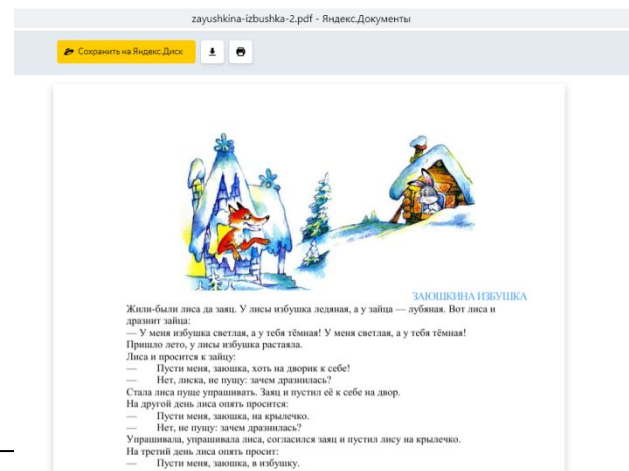 zayushkina-izbushka-2.pdf - Яндекс.Документы
Сохранить на Яндекс.Диск
ЗАЮШКИНА ИЗБУШКА
Жили-были лиса да заяц. У лисы избушка ледяная, а у зайца — лубяная. Вот лиса и
дразнит зайца:
— У меня избушка светлая, а у тебя тёмная! У меня светлая, а у тебя тёмная!
Пришло лето, у лисы избушка растаяла.
Лиса и просится к зайцу:
— Пусти меня, заюшка, хоть на дворик к себе!
— Нет, лиска, не пущу: зачем дразнилась?
Стала лиса пуще упрашивать. Заяц и пустил её к себе на двор.
На другой день лиса опять просится:
— Пусти меня, заюшка, на крылечко.
— Нет, не пущу: зачем дразнилась?
Упрашивала, упрашивала лиса, согласился заяц и пустил лису на крылечко.
На третий день лиса опять просит:
— Пусти меня, заюшка, в избушку.